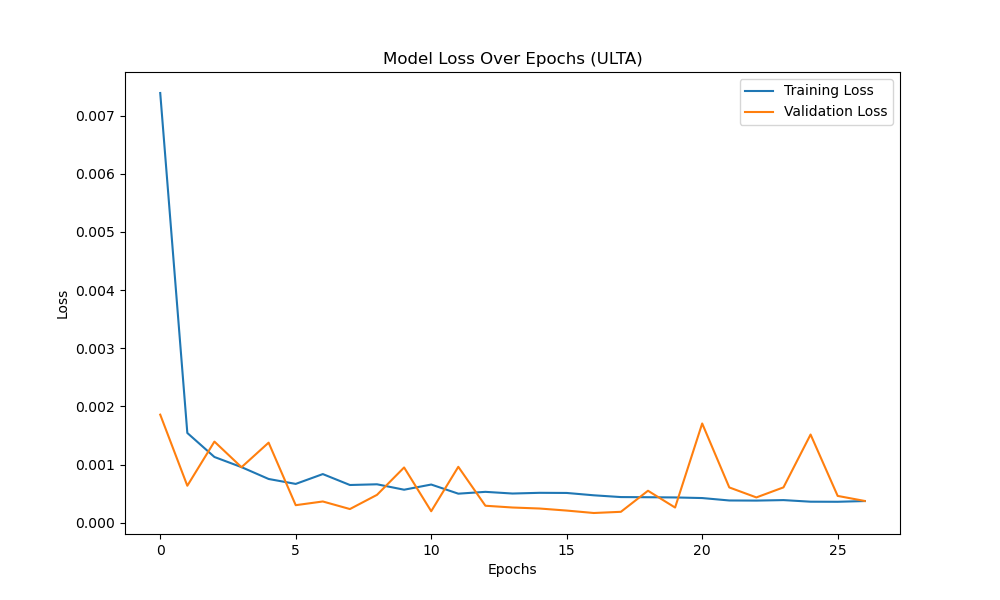 Model Loss Over Epochs (ULTA)
Training Loss
Validation Loss
0.007
0.006
0.005
0.004
0.003
0.002
0.001
0.000
Loss
0
5
10
15
20
25
Epochs